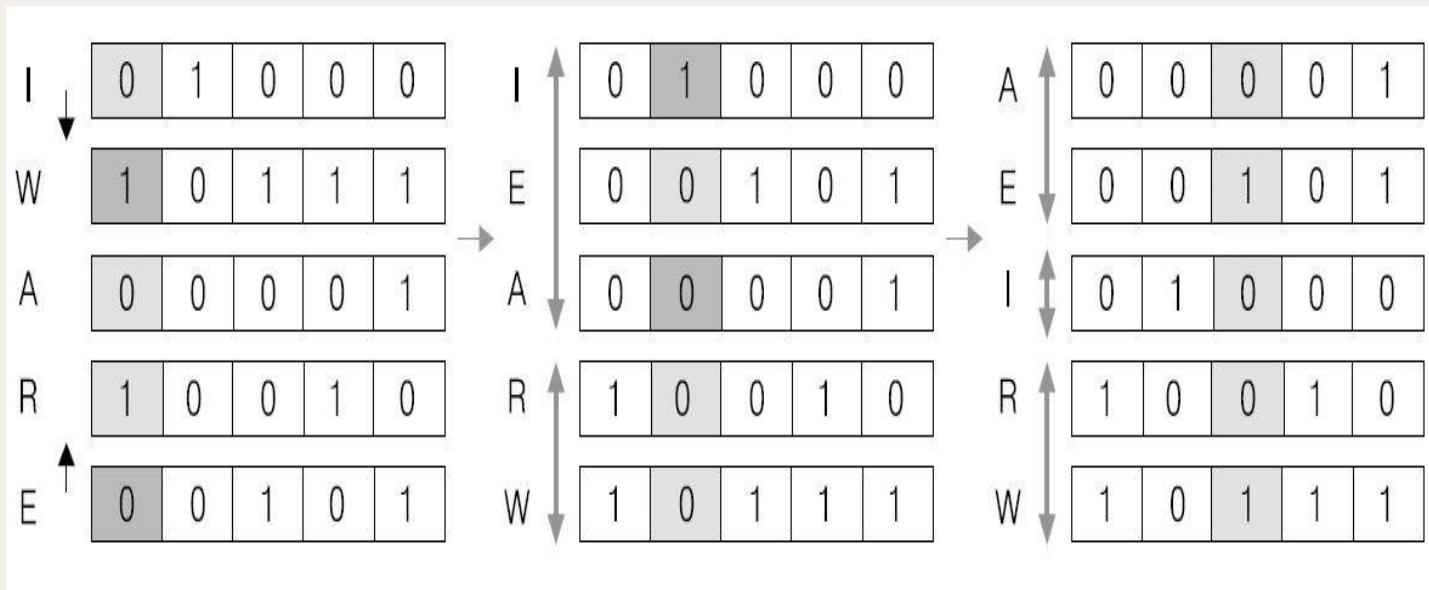 I 0 1 0 0 0 I 0 1 0 0 0 A 0 0 0 0 1
W 1 0 1 1 1 E 0 0 1 0 1 E 0 0 1 0 1
A 0 0 0 0 1 A 0 0 0 0 1 I 0 1 0 0 0
R 1 0 0 1 0 R 1 0 0 1 0 R 1 0 0 1 0
E 0 0 1 0 1 W 1 0 1 1 1 W 1 0 1 1 1